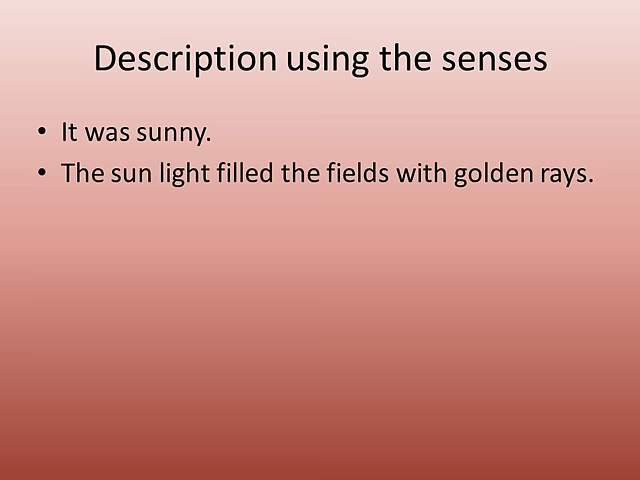 Description using the senses
• It was sunny.
• The sun light filled the fields with golden rays.